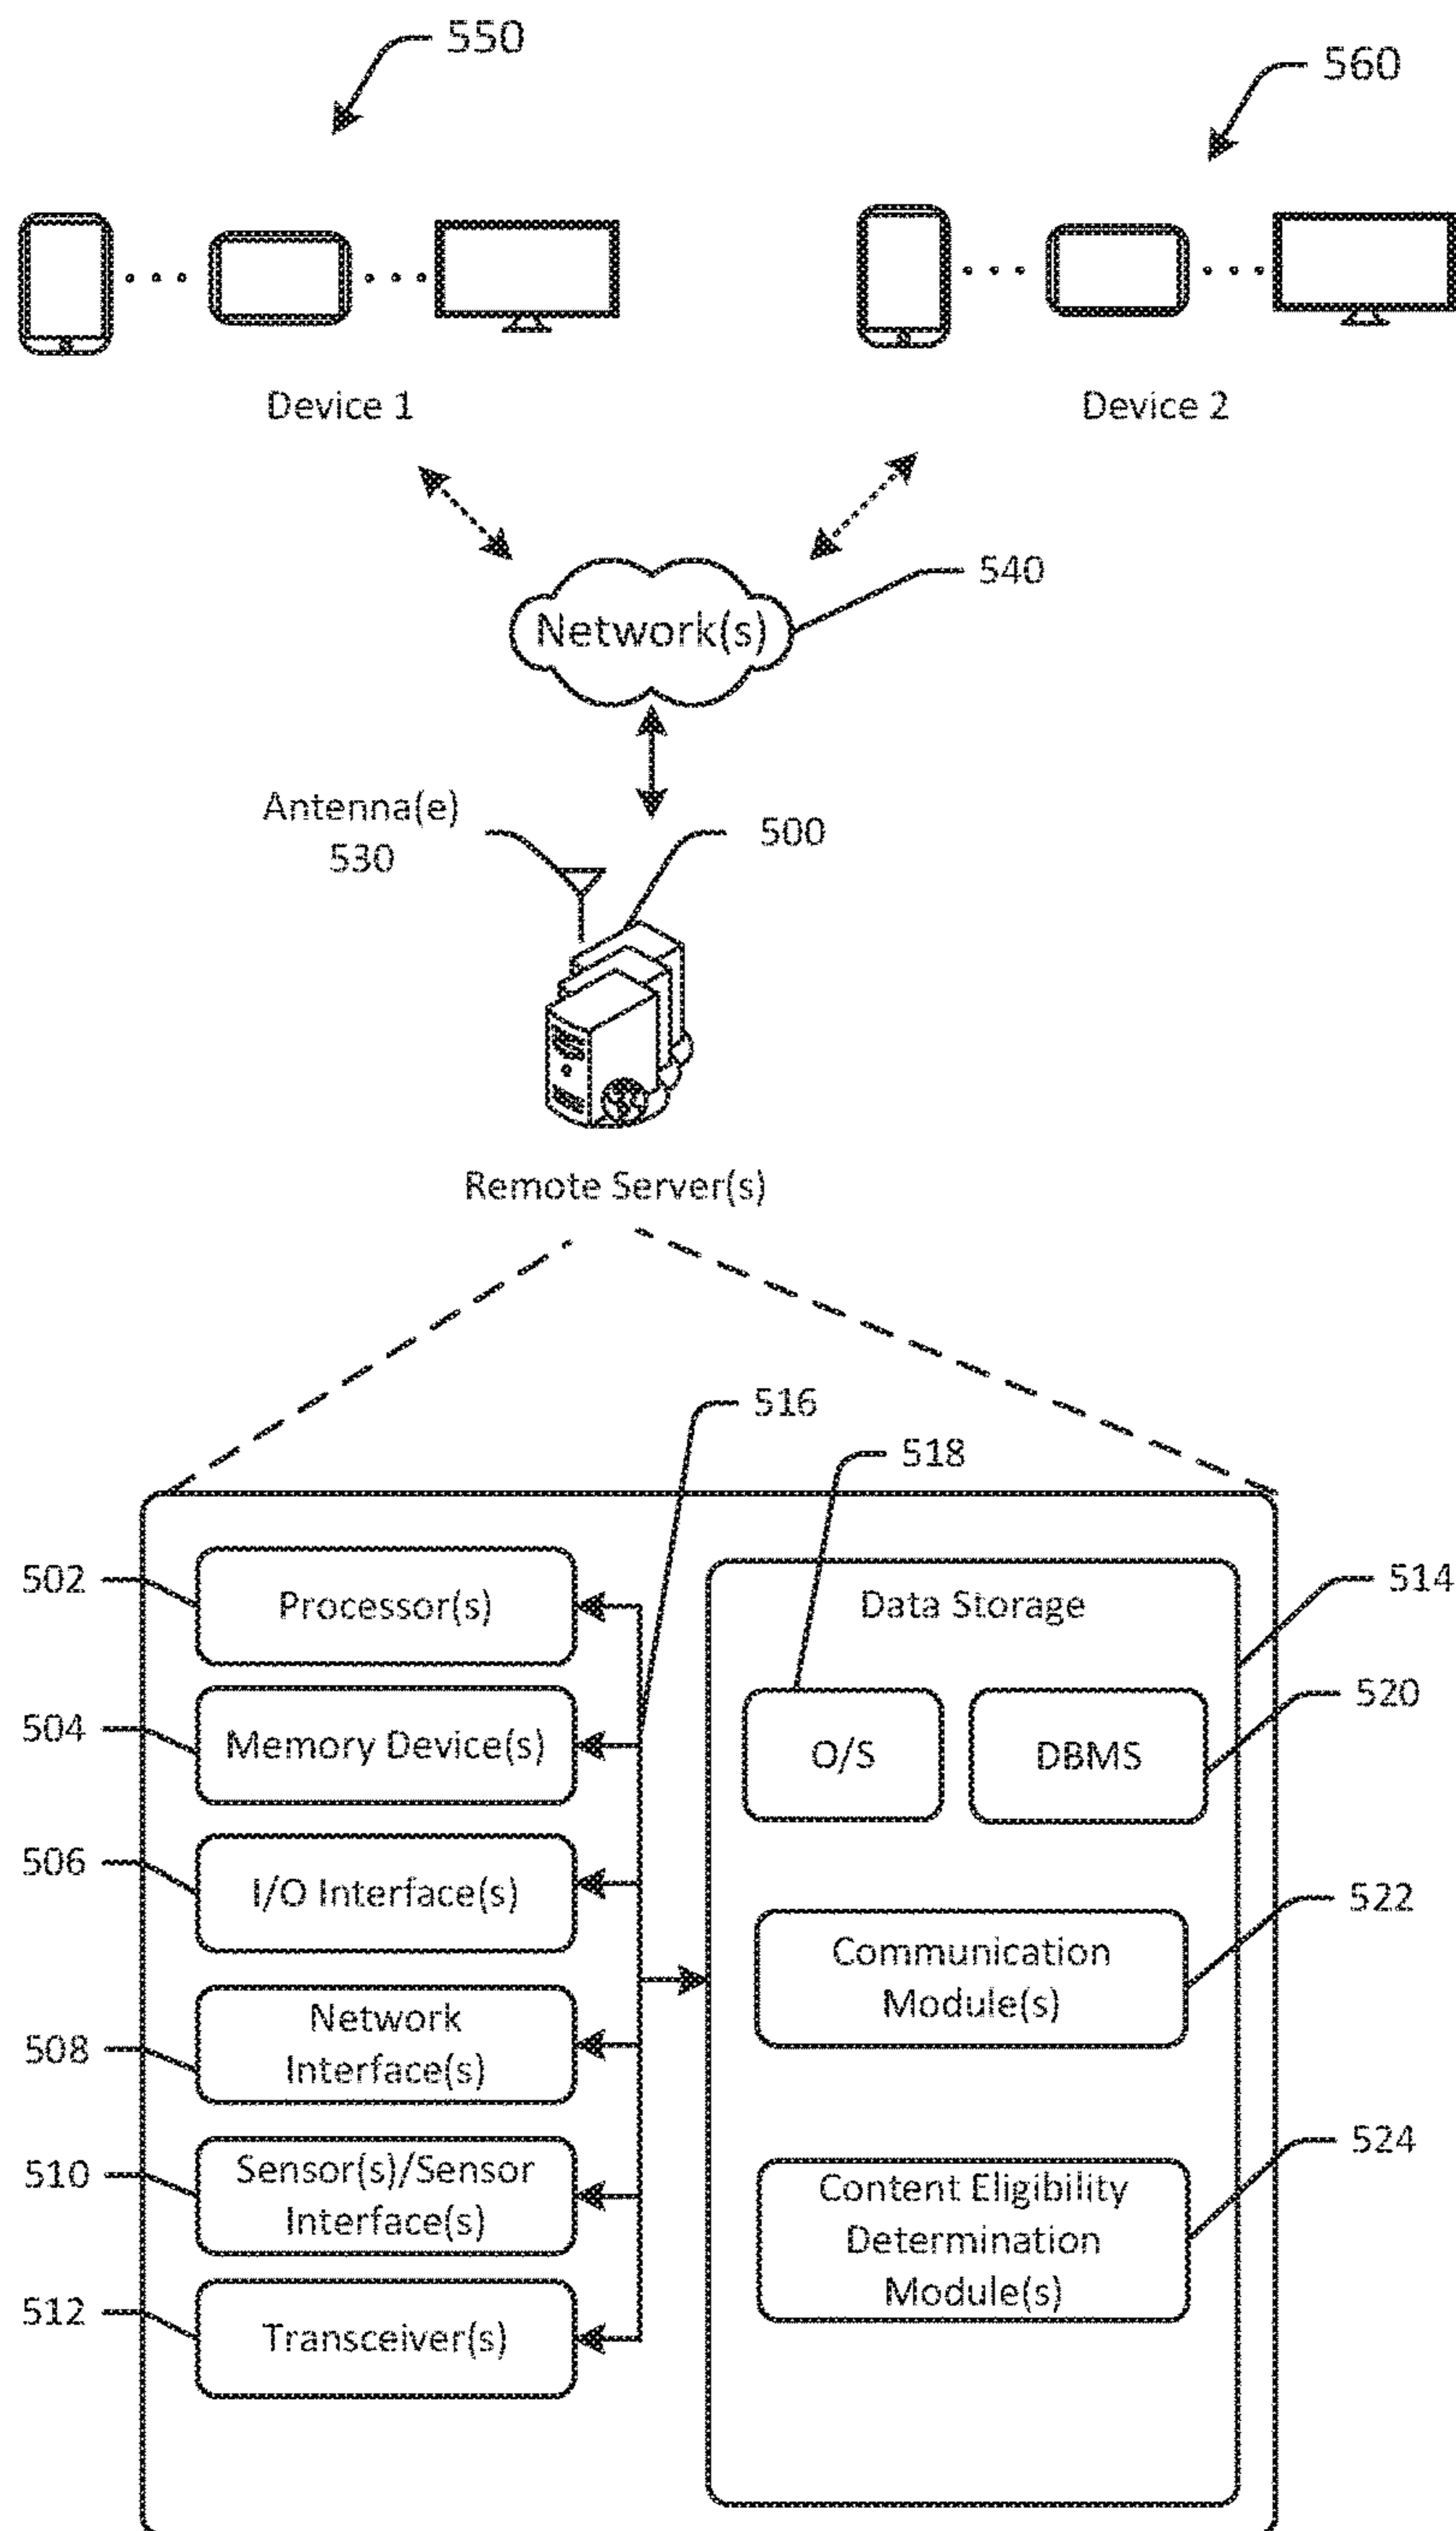 550
560
Device 1
Device 2
540
Network(s)
Antenna(e)
530
500
Remote Server(s)
516
518
502
Processor(s)
Data Storage
514
504
Memory Device(s)
O/S
DBMS
520
506
I/O Interface(s)
522
Communication
Module(s)
508
Network
Interface(s)
524
510
Sensor(s)/Sensor
Interface(s)
Content Eligibility
Determination
Module(s)
512
Transceiver(s)